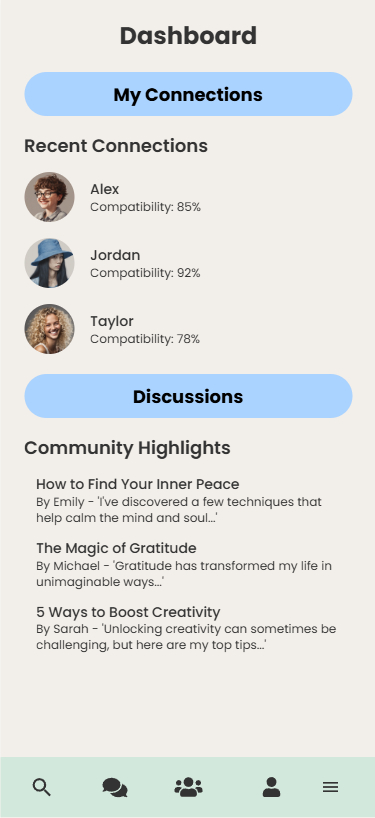 Dashboard
My Connections
Recent Connections
Alex
Compatibility: 85%
Jordan
Compatibility: 92%
Taylor
Compatibility: 78%
Discussions
Community Highlights
How to Find Your Inner Peace
By Emily - 'I've discovered a few techniques that
help calm the mind and soul...'
The Magic of Gratitude
By Michael - 'Gratitude has transformed my life in
unimaginable ways...'
5 Ways to Boost Creativity
By Sarah - 'Unlocking creativity can sometimes be
challenging, but here are my top tips...'